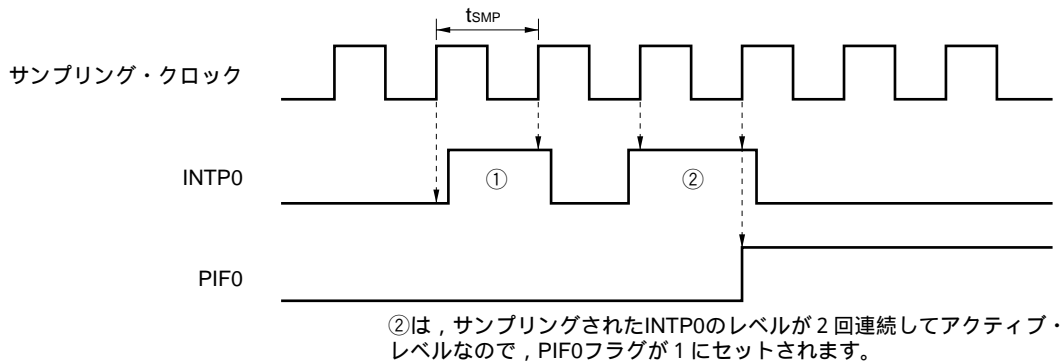 tSMP
サンプリング・クロック
INTP0
①
②
PIF0
②は，サンプリングされたINTP0のレベルが2回連続してアクティブ・
レベルなので，PIF0フラグが1にセットされます。